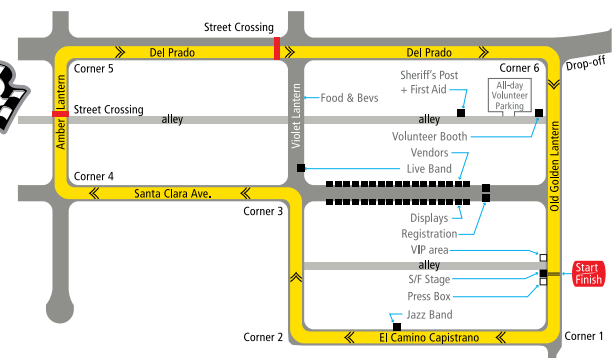 Street Crossing
Del Prado
Del Prado
Drop-off
Corner 5
Corner 6
Sheriff's Post
+ First Aid
All-day
Volunteer
Parking
Amber Lantern
Street Crossing
alley
Violet Lantern
Food & Bevs
alley
Volunteer Booth
Vendors
Live Band
Old Golden Lantern
Corner 4
Santa Clara Ave.
Corner 3
Displays
Registration
VIP area
alley
S/F Stage
Start
Finish
Press Box
Jazz Band
Corner 2
El Camino Capistrano
Corner 1